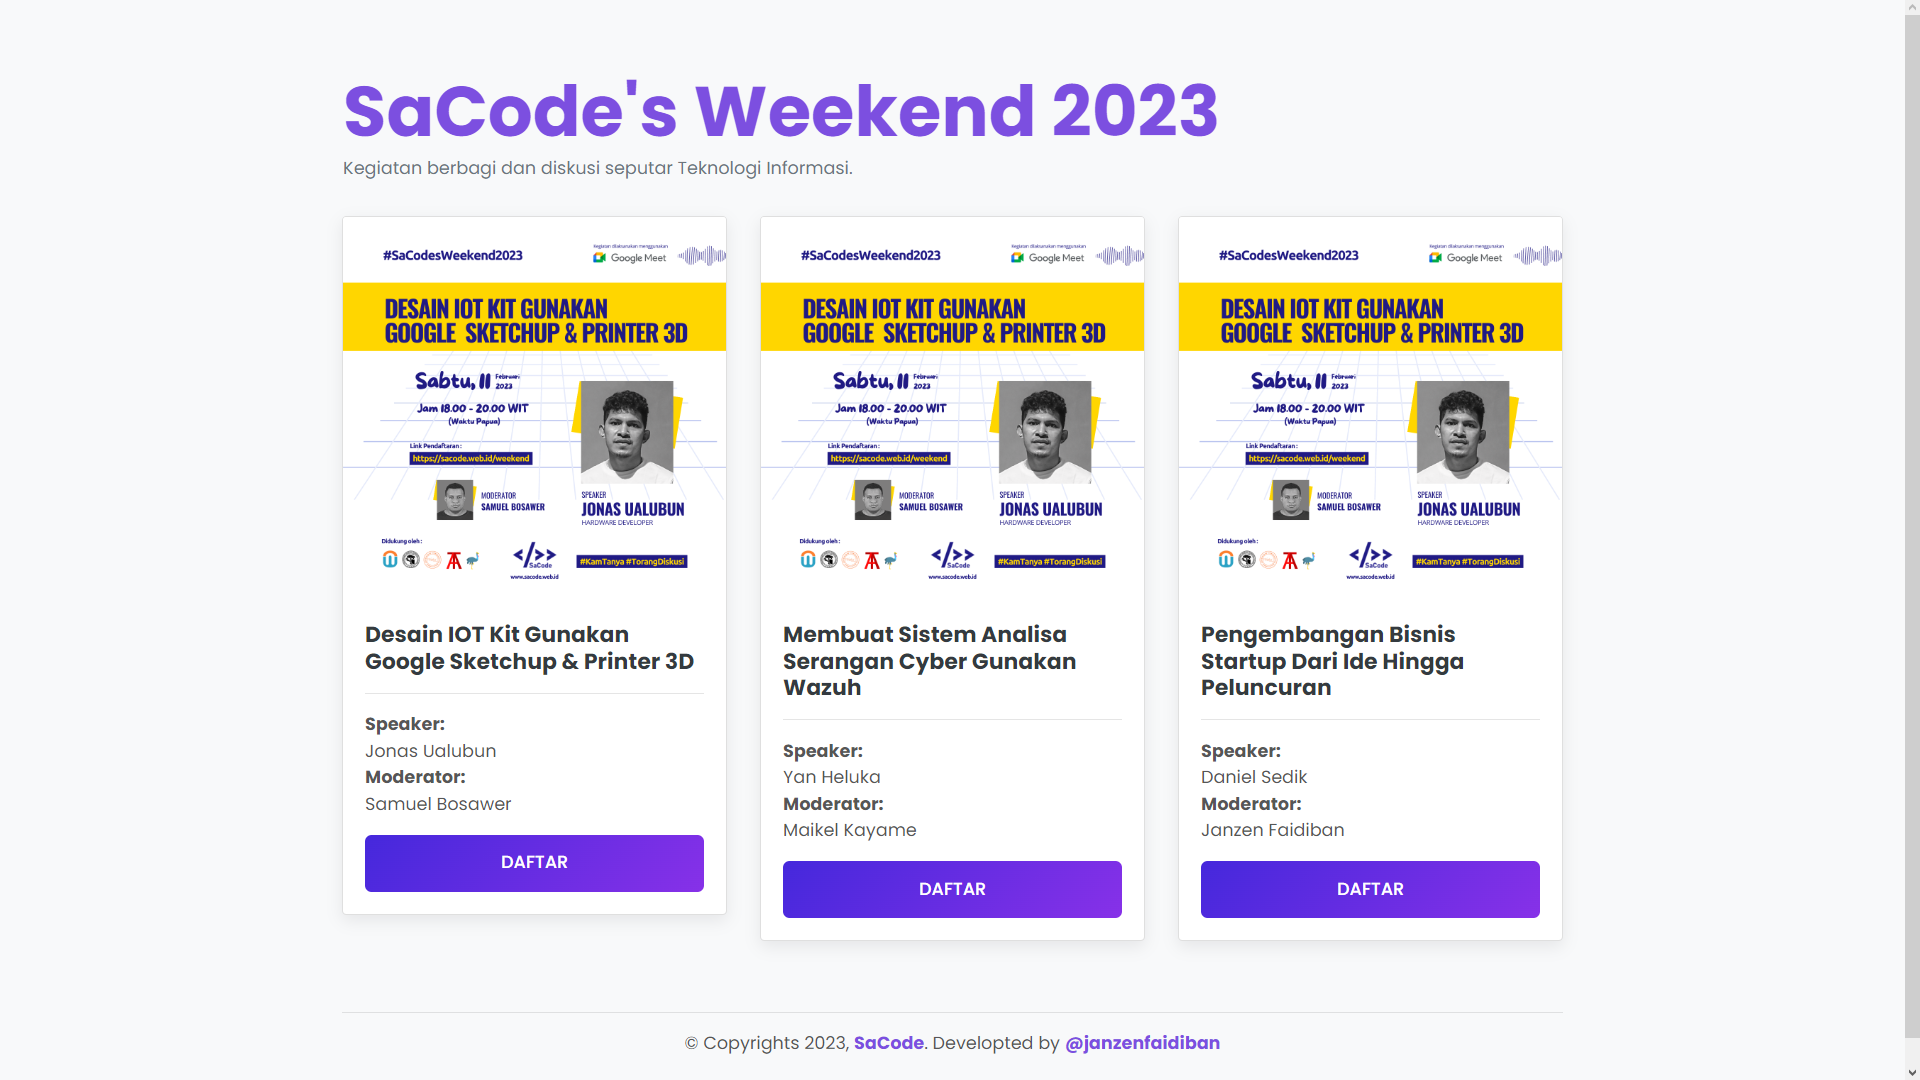 SaCode's Weekend 2023
Kegiatan berbagi dan diskusi seputar Teknologi Informasi.
#SaCodesWeekend2023
Kegiatan dilaksanakan menggunakan
Google Meet
DESAIN IOT KIT GUNAKAN
GOOGLE SKETCHUP & PRINTER 3D
Sabtu, 11 Februari 2023
Jam 18.00 - 20.00 WIT
(Waktu Papua)
Link Pendaftaran :
https://sacode.web.id/weekend
MODERATOR
SAMUEL BOSAWER
SPEAKER
JONAS UALUBUN
HARDWARE DEVELOPER
Didukung oleh :
SaCode
www.sacode.web.id
#KamTanya #TorangDiskusi
Desain IOT Kit Gunakan
Google Sketchup & Printer 3D
Speaker:
Jonas Ualubun
Moderator:
Samuel Bosawer
DAFTAR
#SaCodesWeekend2023
Kegiatan dilaksanakan menggunakan
Google Meet
DESAIN IOT KIT GUNAKAN
GOOGLE SKETCHUP & PRINTER 3D
Sabtu, 11 Februari 2023
Jam 18.00 - 20.00 WIT
(Waktu Papua)
Link Pendaftaran :
https://sacode.web.id/weekend
MODERATOR
SAMUEL BOSAWER
SPEAKER
JONAS UALUBUN
HARDWARE DEVELOPER
Didukung oleh :
SaCode
www.sacode.web.id
#KamTanya #TorangDiskusi
Membuat Sistem Analisa
Serangan Cyber Gunakan
Wazuh
Speaker:
Yan Heluka
Moderator:
Maikel Kayame
DAFTAR
#SaCodesWeekend2023
Kegiatan dilaksanakan menggunakan
Google Meet
DESAIN IOT KIT GUNAKAN
GOOGLE SKETCHUP & PRINTER 3D
Sabtu, 11 Februari 2023
Jam 18.00 - 20.00 WIT
(Waktu Papua)
Link Pendaftaran :
https://sacode.web.id/weekend
MODERATOR
SAMUEL BOSAWER
SPEAKER
JONAS UALUBUN
HARDWARE DEVELOPER
Didukung oleh :
SaCode
www.sacode.web.id
#KamTanya #TorangDiskusi
Pengembangan Bisnis
Startup Dari Ide Hingga
Peluncuran
Speaker:
Daniel Sedik
Moderator:
Janzen Faidiban
DAFTAR
© Copyrights 2023, SaCode. Developted by @janzenfaidiban